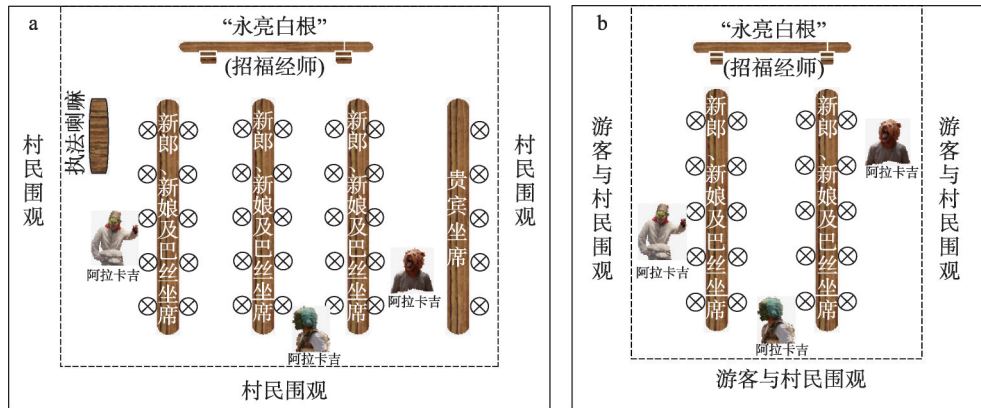 a
“永亮白根”
(招福经师)
执法喇嘛
村民围观
新郎、新娘及巴丝坐席
新郎、新娘及巴丝坐席
新郎、新娘及巴丝坐席
贵宾坐席
村民围观
阿拉卡吉
阿拉卡吉
阿拉卡吉
村民围观
b
“永亮白根”
(招福经师)
游客与村民围观
新郎、新娘及巴丝坐席
新郎、新娘及巴丝坐席
游客与村民围观
阿拉卡吉
阿拉卡吉
阿拉卡吉
游客与村民围观